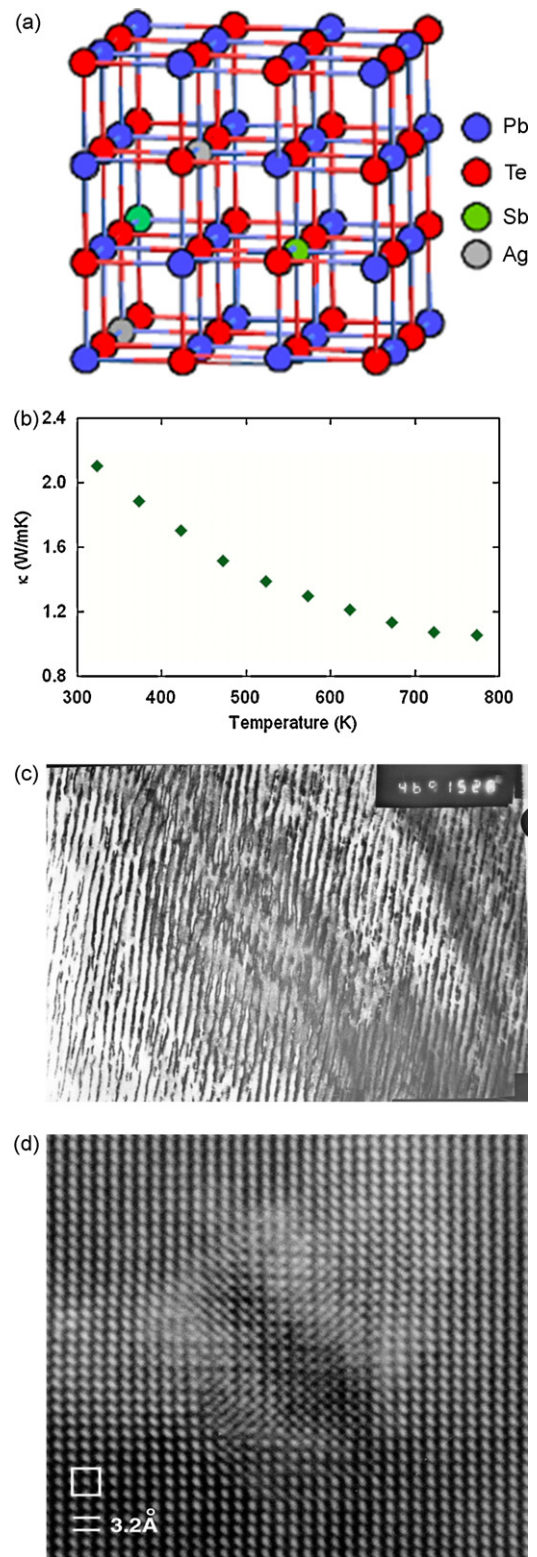 (a)
Pb
Te
Sb
Ag
(b)
2.4
2.0
1.6
1.2
0.8
κ (W/mK)
300 400 500 600 700 800
Temperature (K)
(c)
(d)
3.2Å